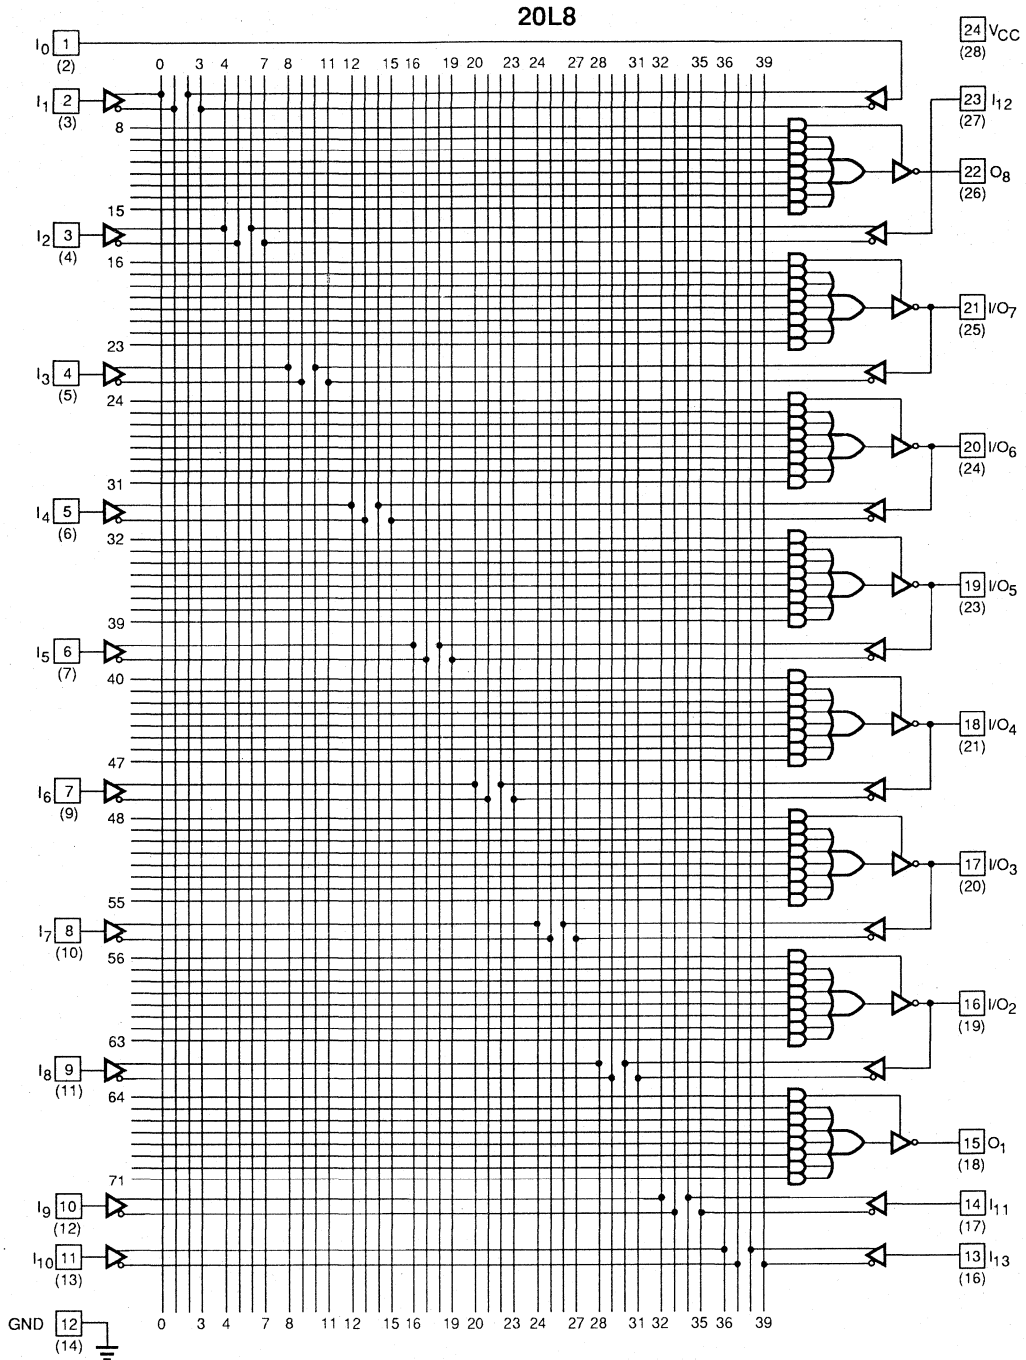 20L8
I0 1
(2)
24 VCC
(28)
0 3 4 7 8 11 12 15 16 19 20 23 24 27 28 31 32 35 36 39
I1 2
(3)
23 I12
(27)
8
22 O8
(26)
15
I2 3
(4)
16
21 I/O7
(25)
23
I3 4
(5)
24
20 I/O6
(24)
31
I4 5
(6)
32
19 I/O5
(23)
39
I5 6
(7)
40
18 I/O4
(21)
47
I6 7
(9)
48
17 I/O3
(20)
55
I7 8
(10)
56
16 I/O2
(19)
63
I8 9
(11)
64
15 O1
(18)
71
I9 10
(12)
14 I11
(17)
I10 11
(13)
13 I13
(16)
GND 12
(14)
0 3 4 7 8 11 12 15 16 19 20 23 24 27 28 31 32 35 36 39